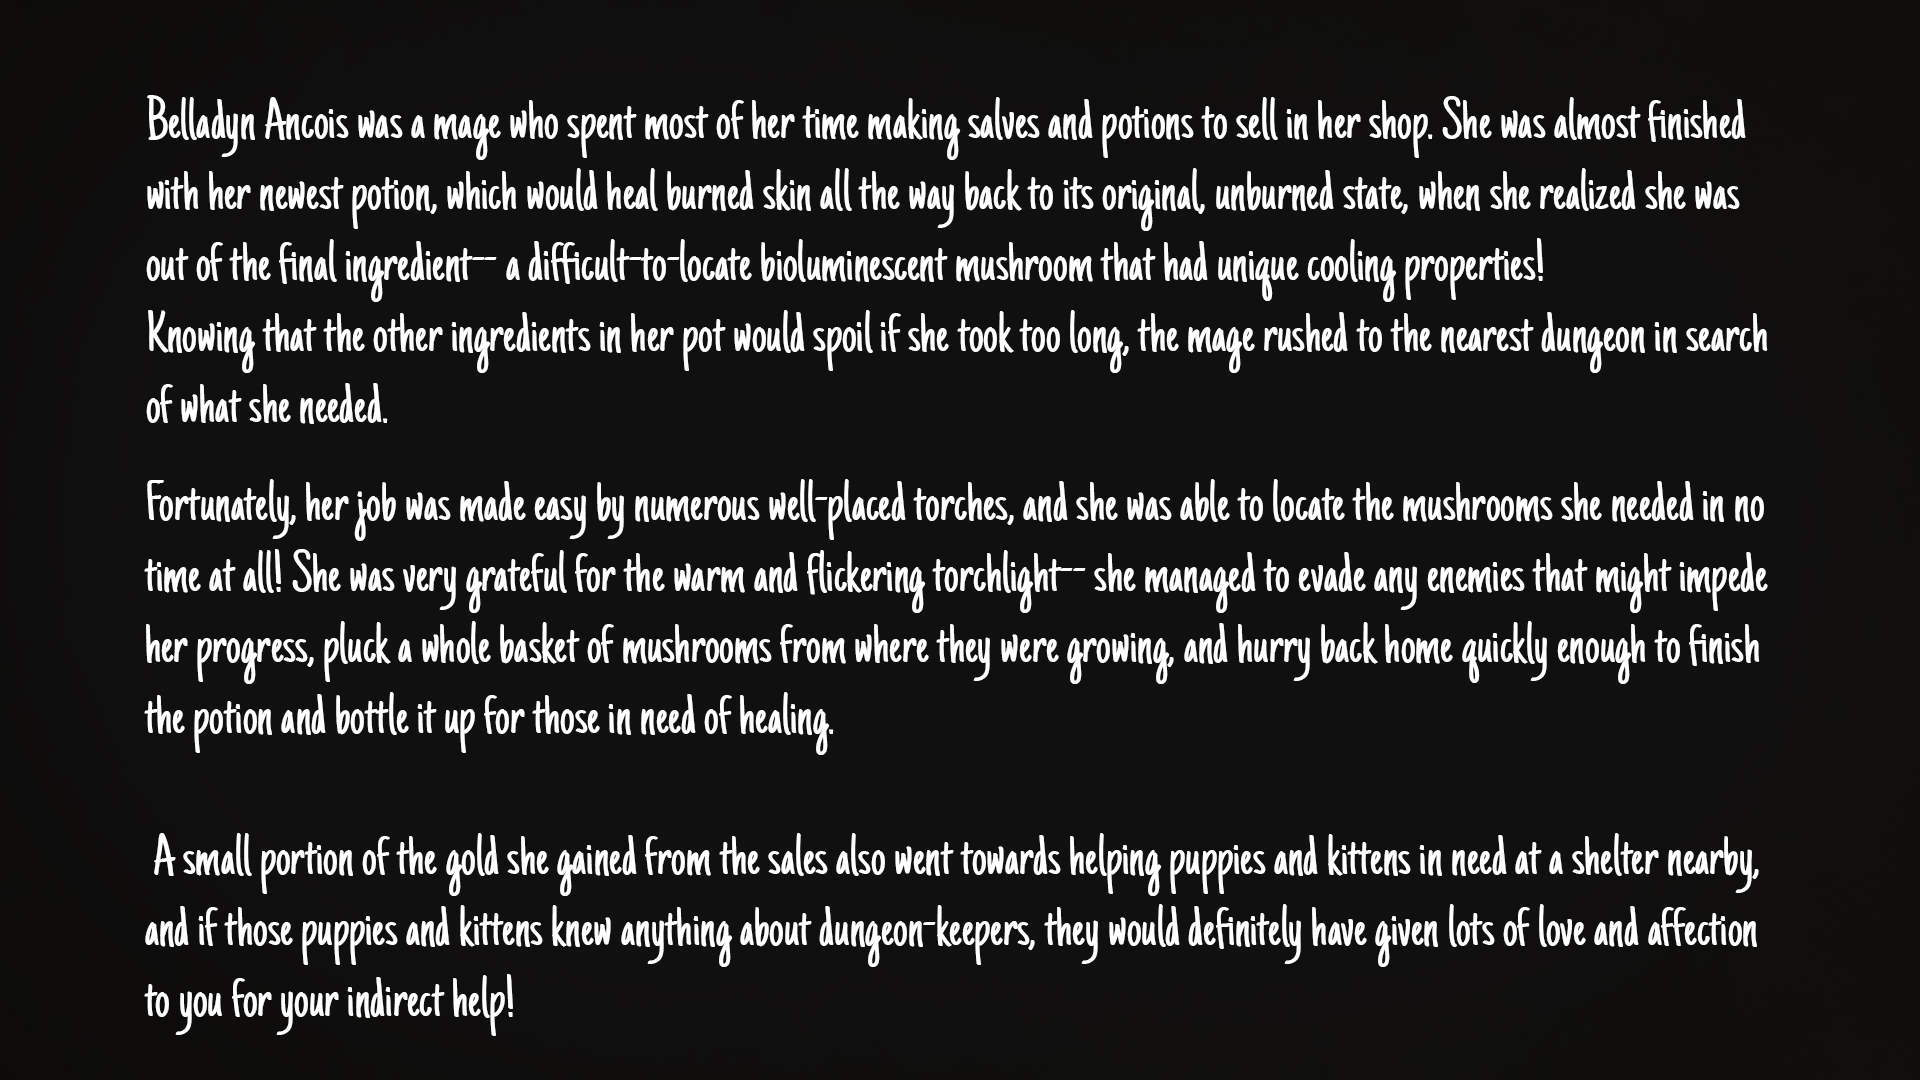 Belladyn Ancois was a mage who spent most of her time making salves and potions to sell in her shop. She was almost finished
with her newest potion, which would heal burned skin all the way back to its original, unburned state, when she realized she was
out of the final ingredient-- a difficult-to-locate bioluminescent mushroom that had unique cooling properties!
Knowing that the other ingredients in her pot would spoil if she took too long, the mage rushed to the nearest dungeon in search
of what she needed.
Fortunately, her job was made easy by numerous well-placed torches, and she was able to locate the mushrooms she needed in no
time at all! She was very grateful for the warm and flickering torchlight-- she managed to evade any enemies that might impede
her progress, pluck a whole basket of mushrooms from where they were growing, and hurry back home quickly enough to finish
the potion and bottle it up for those in need of healing.
A small portion of the gold she gained from the sales also went towards helping puppies and kittens in need at a shelter nearby,
and if those puppies and kittens knew anything about dungeon-keepers, they would definitely have given lots of love and affection
to you for your indirect help!